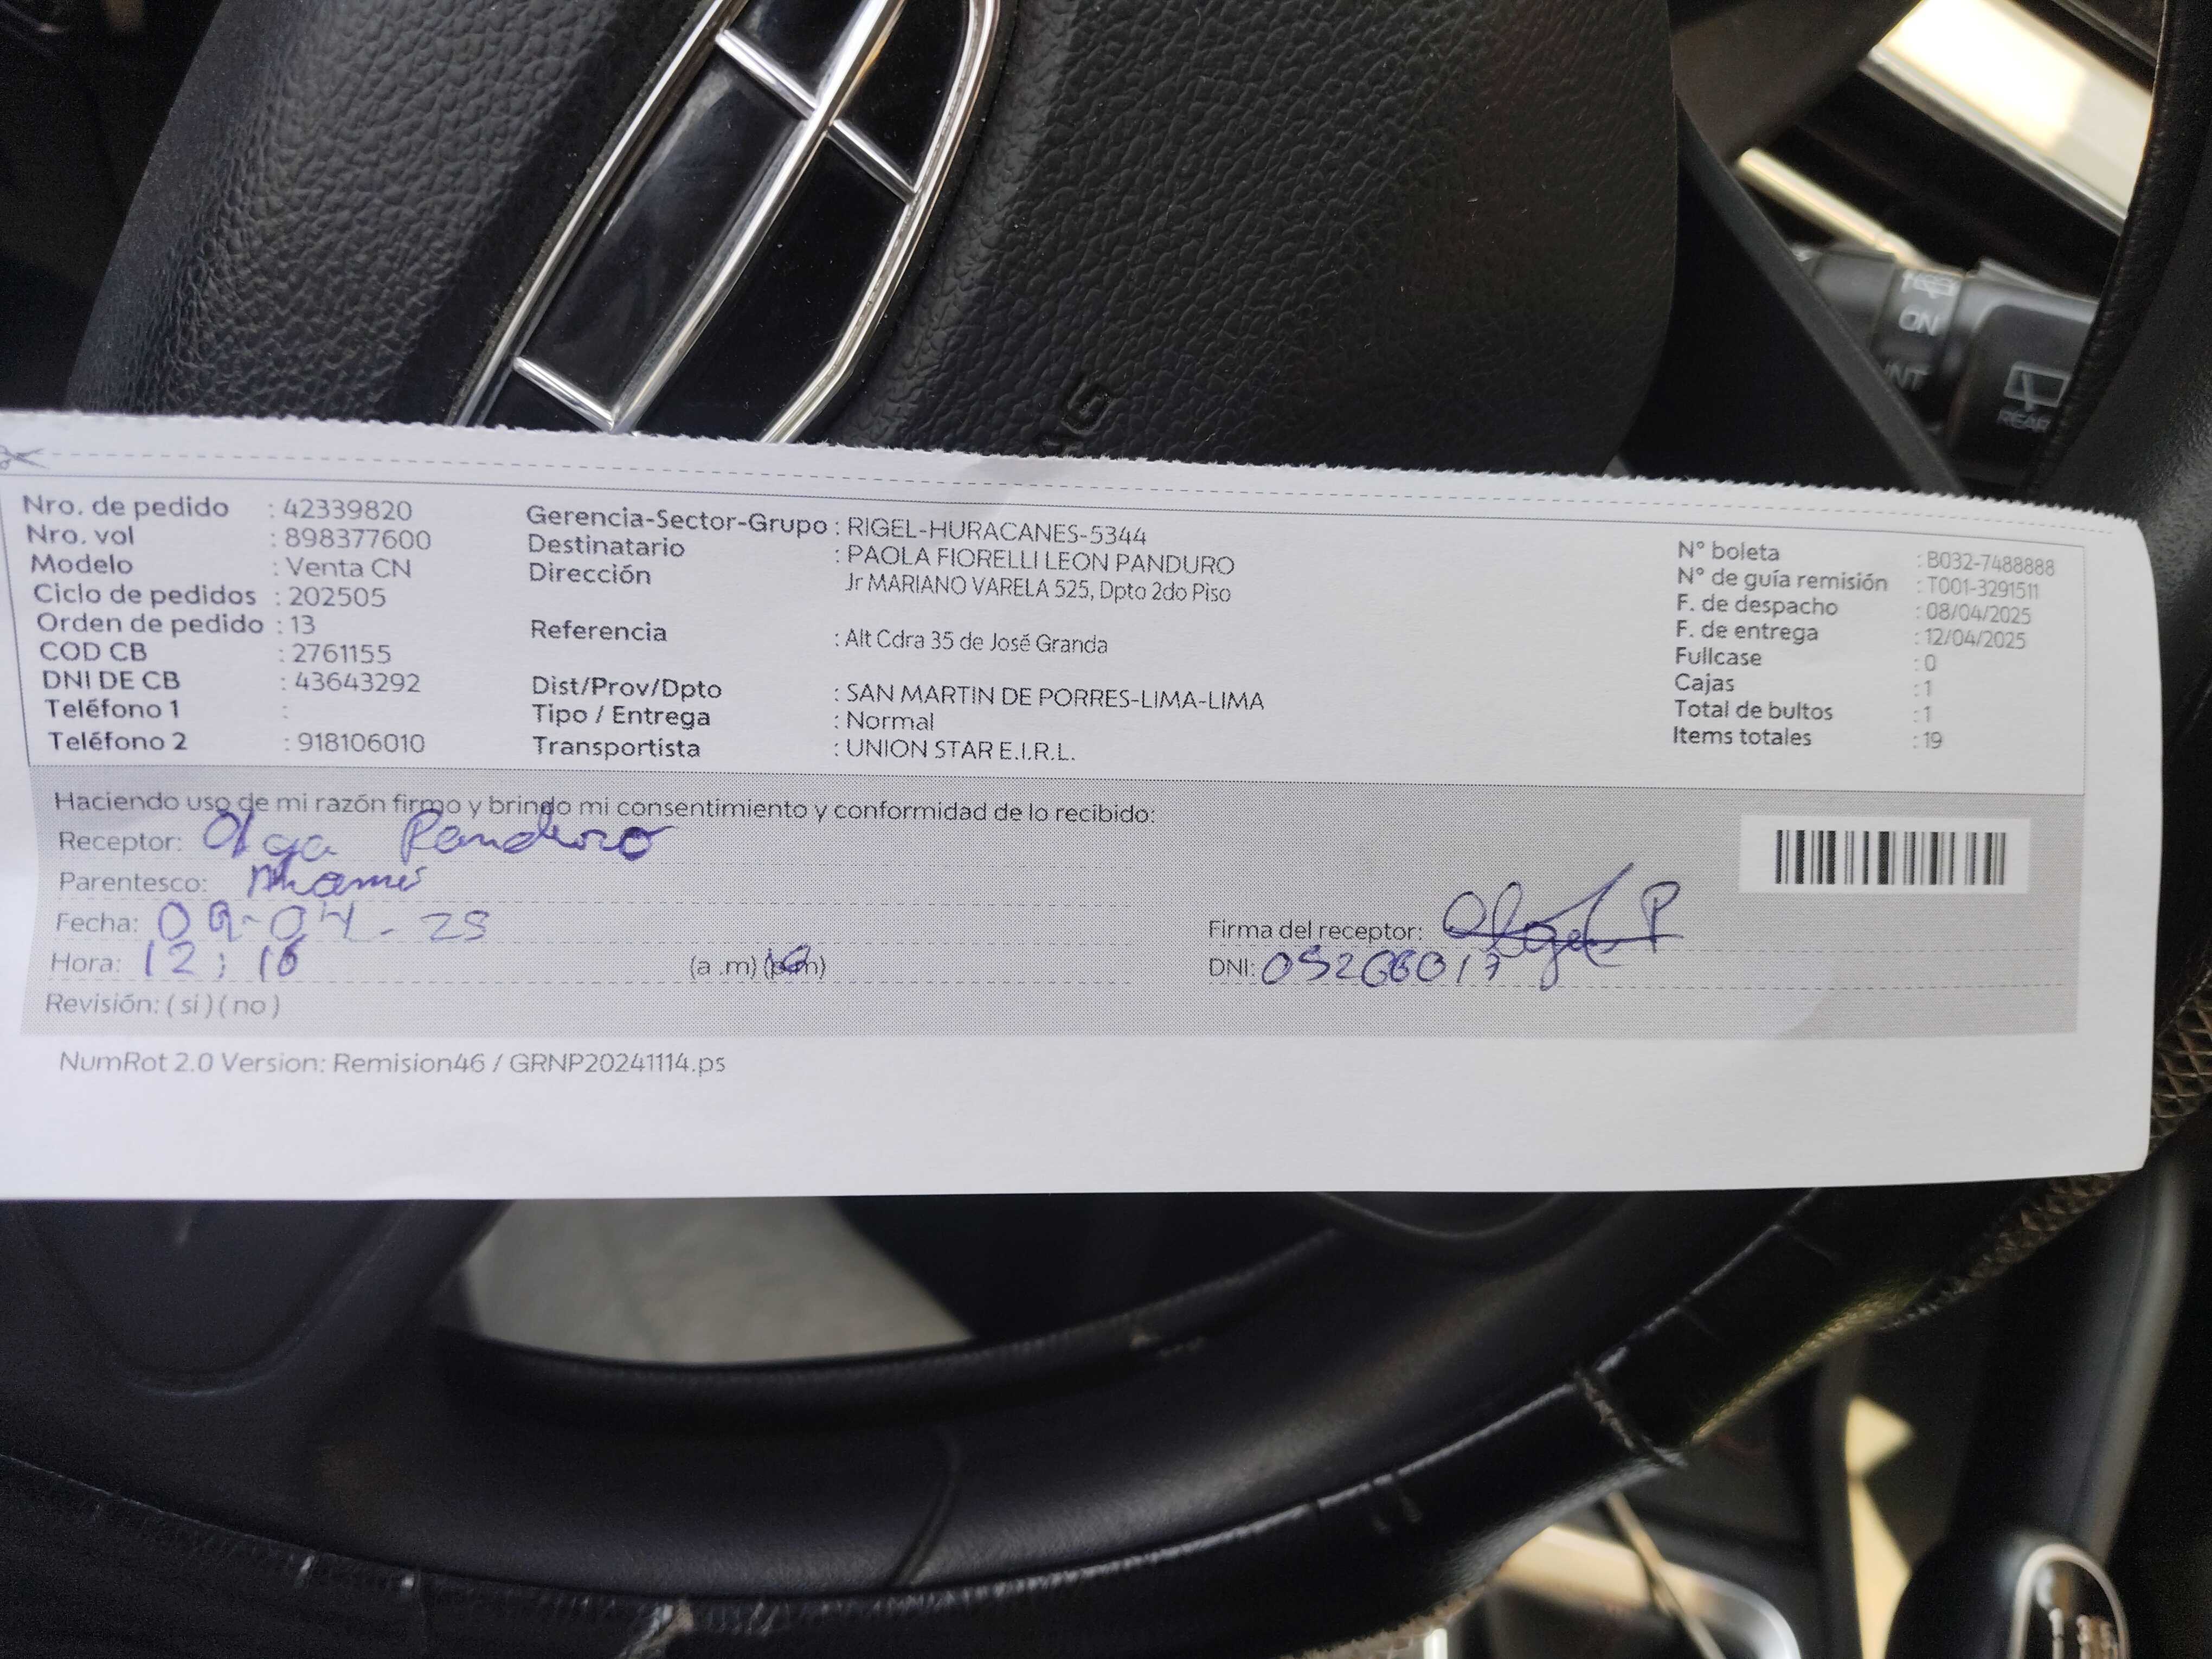 Nro. de pedido : 42339820
Nro. vol : 898377600
Modelo : Venta CN
Ciclo de pedidos : 202505
Orden de pedido : 13
COD CB : 2761155
DNI DE CB : 43643292
Teléfono 1 :
Teléfono 2 : 918106010
Gerencia-Sector-Grupo : RIGEL-HURACANES-5344
Destinatario : PAOLA FIORELLI LEON PANDURO
Dirección Jr MARIANO VARELA 525, Dpto 2do Piso
Referencia : Alt Cdra 35 de José Granda
Dist/Prov/Dpto : SAN MARTIN DE PORRES-LIMA-LIMA
Tipo / Entrega : Normal
Transportista : UNION STAR E.I.R.L.
N° boleta : B032-7488888
N° de guía remisión : T001-3291511
F. de despacho : 08/04/2025
F. de entrega : 12/04/2025
Fullcase : 0
Cajas : 1
Total de bultos : 1
Items totales : 19
Haciendo uso de mi razón firmo y brindo mi consentimiento y conformidad de lo recibido:
Receptor: Olga Panduro
Parentesco: Mamá
Fecha: 09-04-25
Hora: 12:16 (a .m) (p.m)
Revisión: ( si ) ( no )
Firma del receptor: Olga P
DNI:
NumRot 2.0 Version: Remision46 / GRNP20241114.ps
ON
INT
REAR